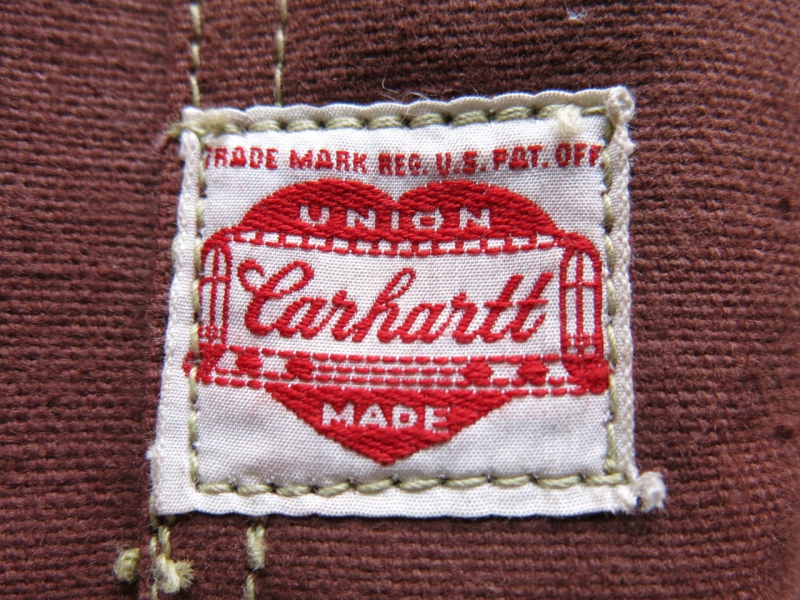 TRADE MARK REG. U.S. PAT. OFF
UNION
Carhartt
MADE